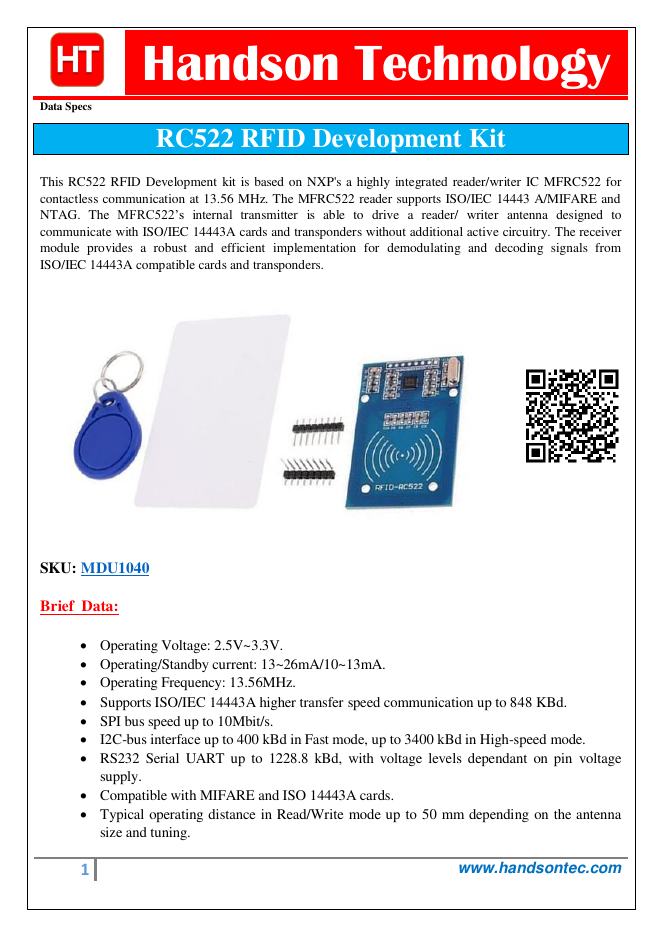 HT
Handson Technology
Data Specs
RC522 RFID Development Kit
This RC522 RFID Development kit is based on NXP's a highly integrated reader/writer IC MFRC522 for
contactless communication at 13.56 MHz. The MFRC522 reader supports ISO/IEC 14443 A/MIFARE and
NTAG. The MFRC522's internal transmitter is able to drive a reader/ writer antenna designed to
communicate with ISO/IEC 14443A cards and transponders without additional active circuitry. The receiver
module provides a robust and efficient implementation for demodulating and decoding signals from
ISO/IEC 14443A compatible cards and transponders.
RFID-RC522
SKU: MDU1040
Brief Data:
• Operating Voltage: 2.5V~3.3V.
• Operating/Standby current: 13~26mA/10~13mA.
• Operating Frequency: 13.56MHz.
• Supports ISO/IEC 14443A higher transfer speed communication up to 848 KBd.
• SPI bus speed up to 10Mbit/s.
• I2C-bus interface up to 400 kBd in Fast mode, up to 3400 kBd in High-speed mode.
• RS232 Serial UART up to 1228.8 kBd, with voltage levels dependant on pin voltage
supply.
• Compatible with MIFARE and ISO 14443A cards.
• Typical operating distance in Read/Write mode up to 50 mm depending on the antenna
size and tuning.
1
www.handsontec.com